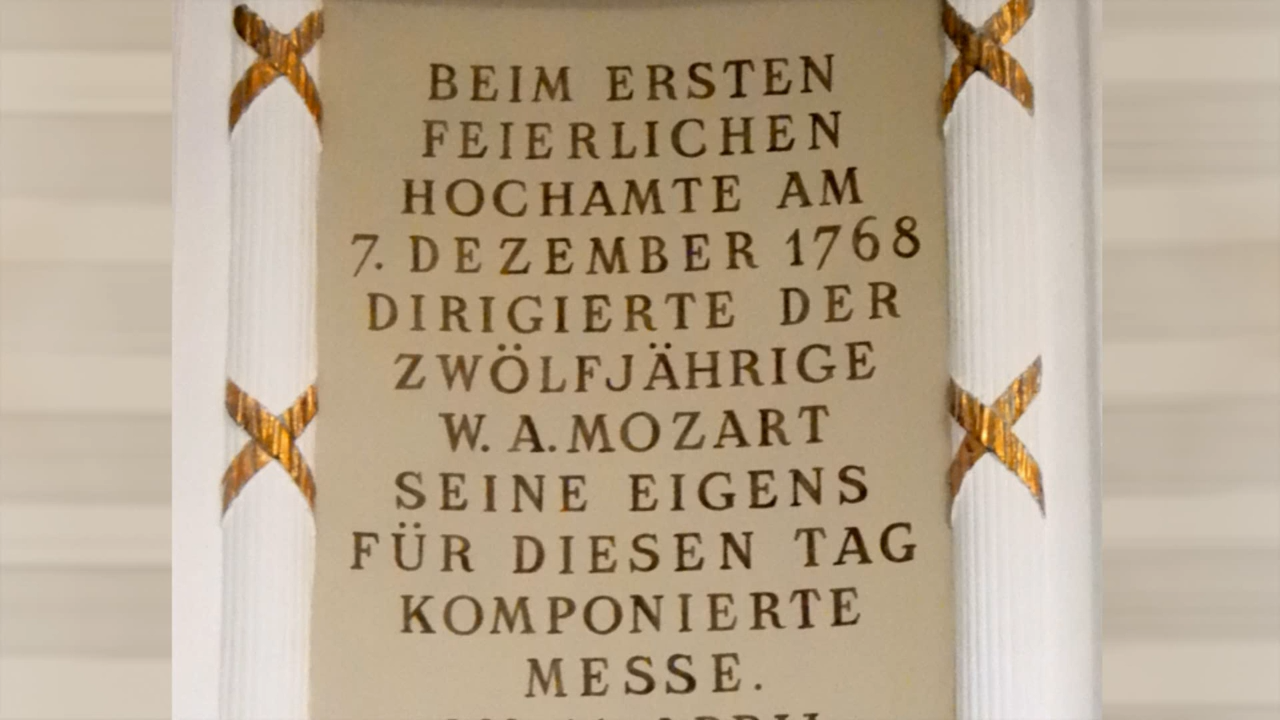 BEIM ERSTEN
FEIERLICHEN
HOCHAMTE AM
7. DEZEMBER 1768
DIRIGIERTE DER
ZWÖLFJÄHRIGE
W. A. MOZART
SEINE EIGENS
FÜR DIESEN TAG
KOMPONIERTE
MESSE.